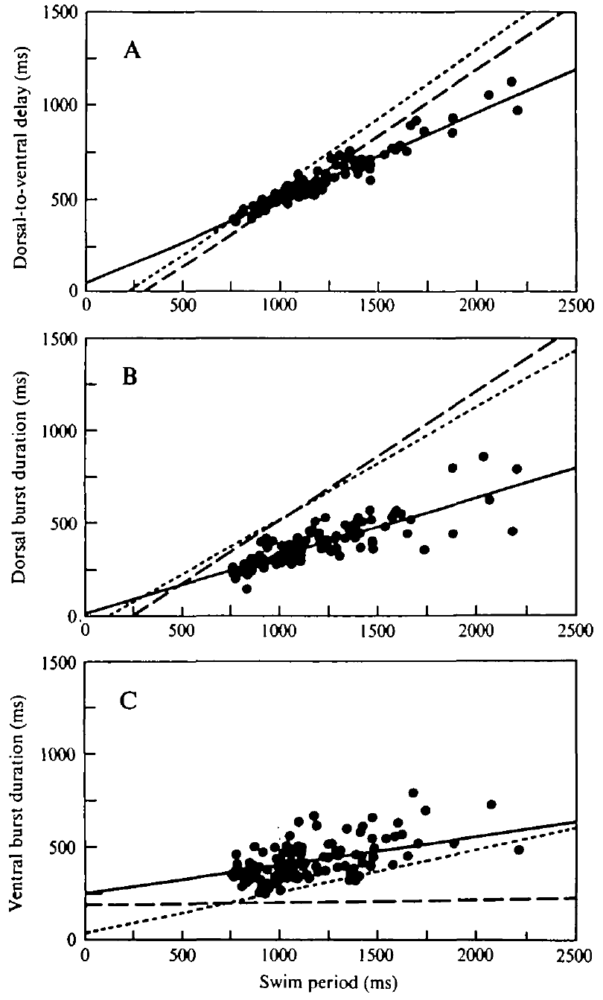 1500
A
Dorsal-to-ventral delay (ms)
1000
500
0
0 500 1000 1500 2000 2500
1500
B
Dorsal burst duration (ms)
1000
500
0
0 500 1000 1500 2000 2500
1500
C
Ventral burst duration (ms)
1000
500
0
0 500 1000 1500 2000 2500
Swim period (ms)